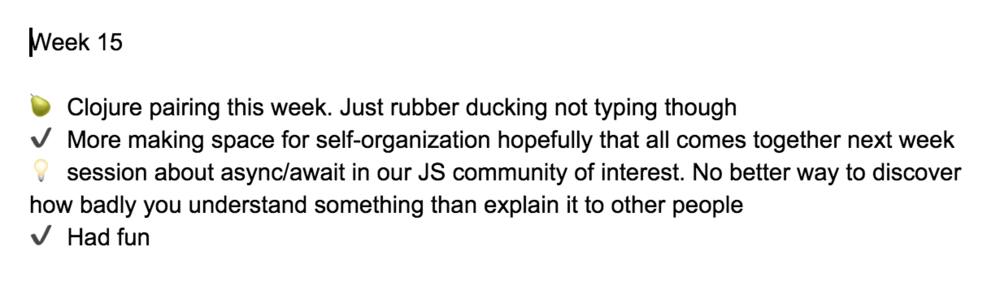 Week 15
🍐 Clojure pairing this week. Just rubber ducking not typing though
✔ More making space for self-organization hopefully that all comes together next week
💡 session about async/await in our JS community of interest. No better way to discover
how badly you understand something than explain it to other people
✔ Had fun